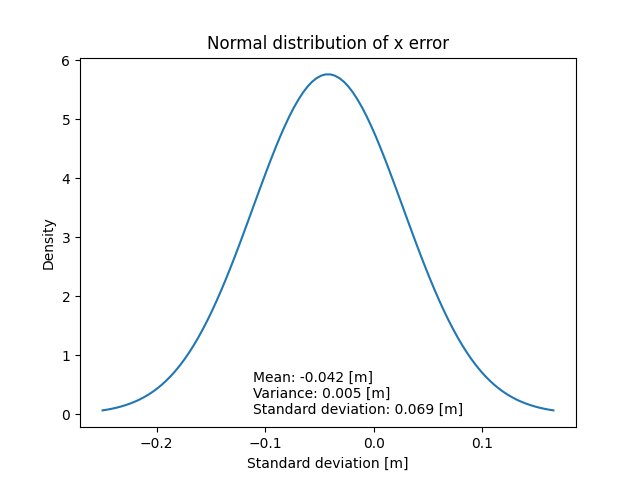 Normal distribution of x error
6
5
4
3
2
1
0
Density
Mean: -0.042 [m]
Variance: 0.005 [m]
Standard deviation: 0.069 [m]
−0.2 −0.1 0.0 0.1
Standard deviation [m]